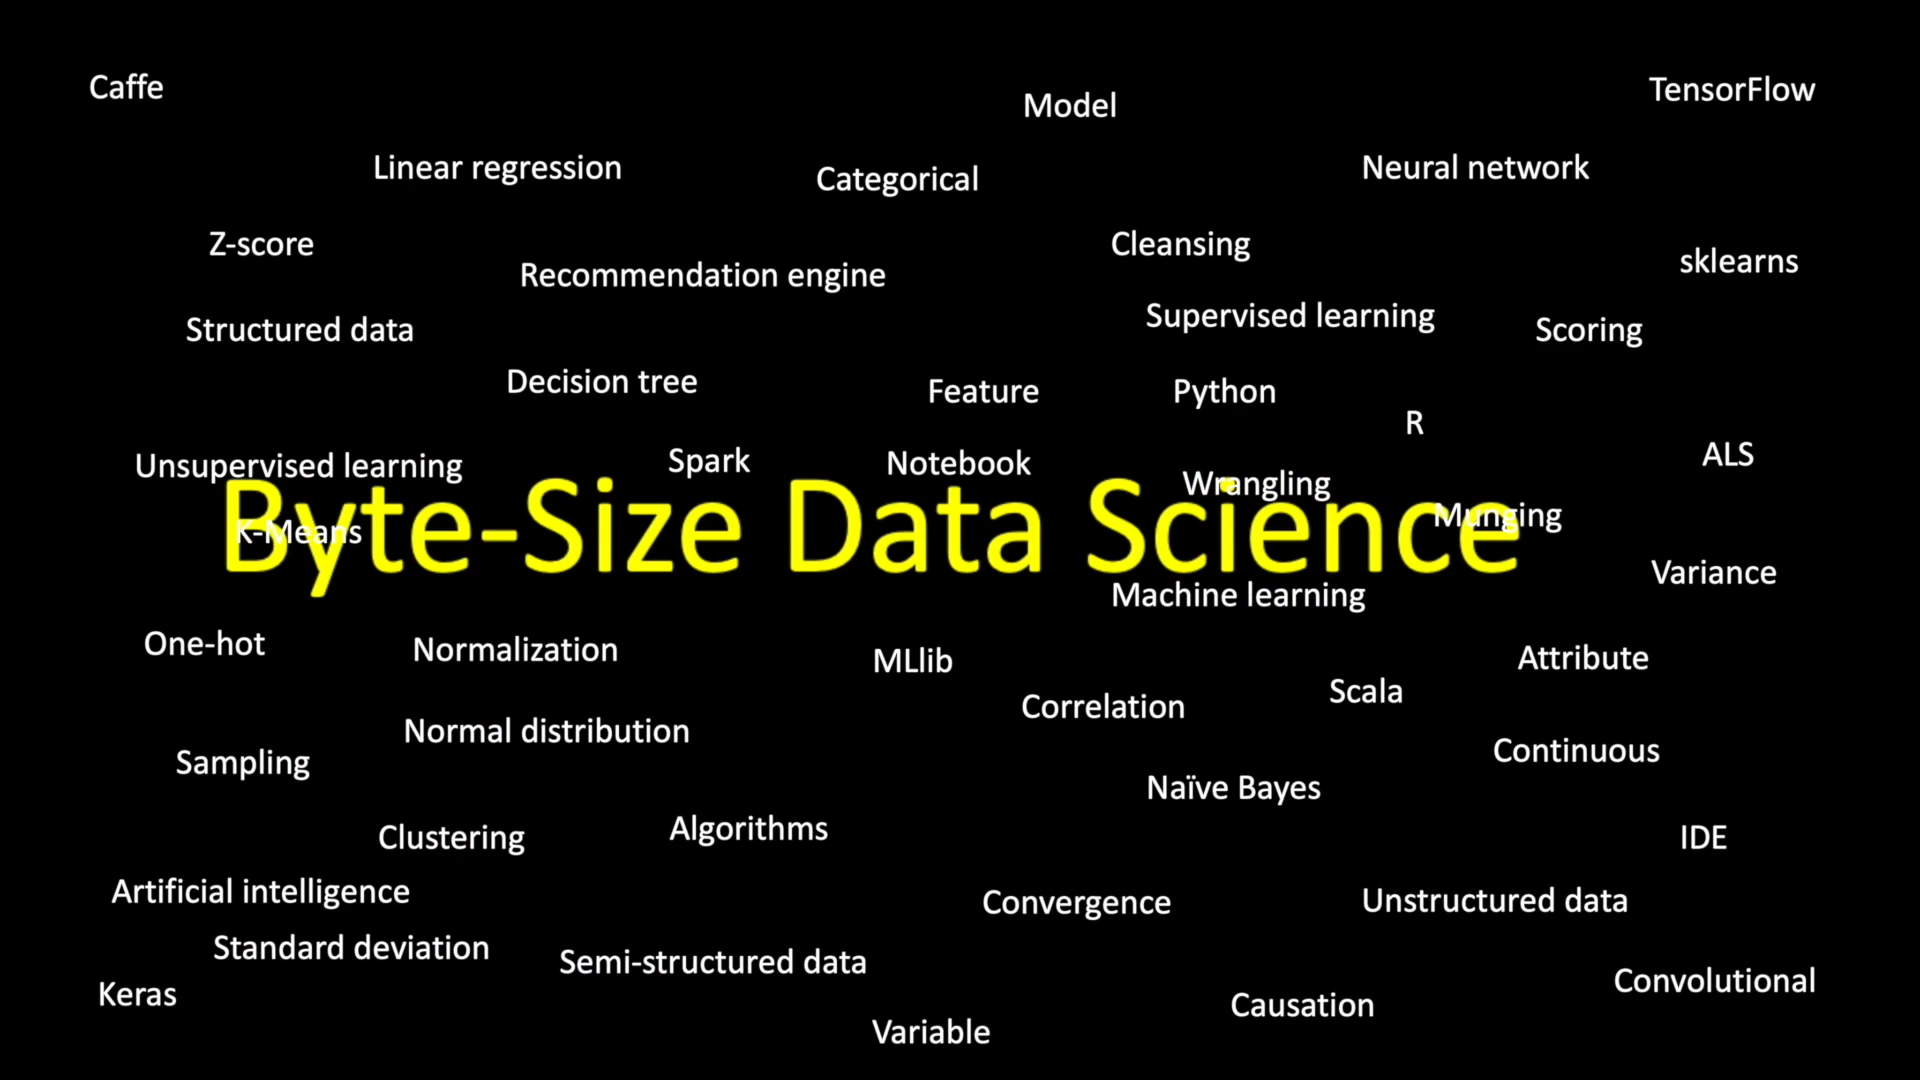 Caffe
Model
TensorFlow
Linear regression
Categorical
Neural network
Z-score
Cleansing
sklearns
Recommendation engine
Structured data
Supervised learning
Scoring
Decision tree
Feature
Python
R
Unsupervised learning
Spark
Notebook
ALS
Wrangling
Munging
Byte-Size Data Science
K-Means
Variance
Machine learning
One-hot
Normalization
MLlib
Attribute
Scala
Correlation
Normal distribution
Sampling
Continuous
Naïve Bayes
Clustering
Algorithms
IDE
Artificial intelligence
Convergence
Unstructured data
Standard deviation
Semi-structured data
Keras
Convolutional
Causation
Variable